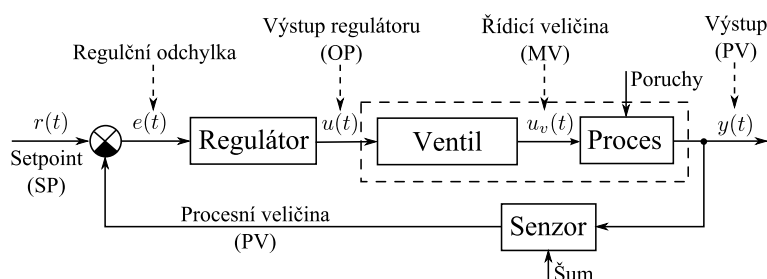 Výstup regulátoru
(OP)
Řídicí veličina
(MV)
Výstup
(PV)
Regulční odchylka
Poruchy
r(t)
e(t)
u(t)
u_v(t)
y(t)
Regulátor
Ventil
Proces
Setpoint
(SP)
Procesní veličina
(PV)
Senzor
Šum